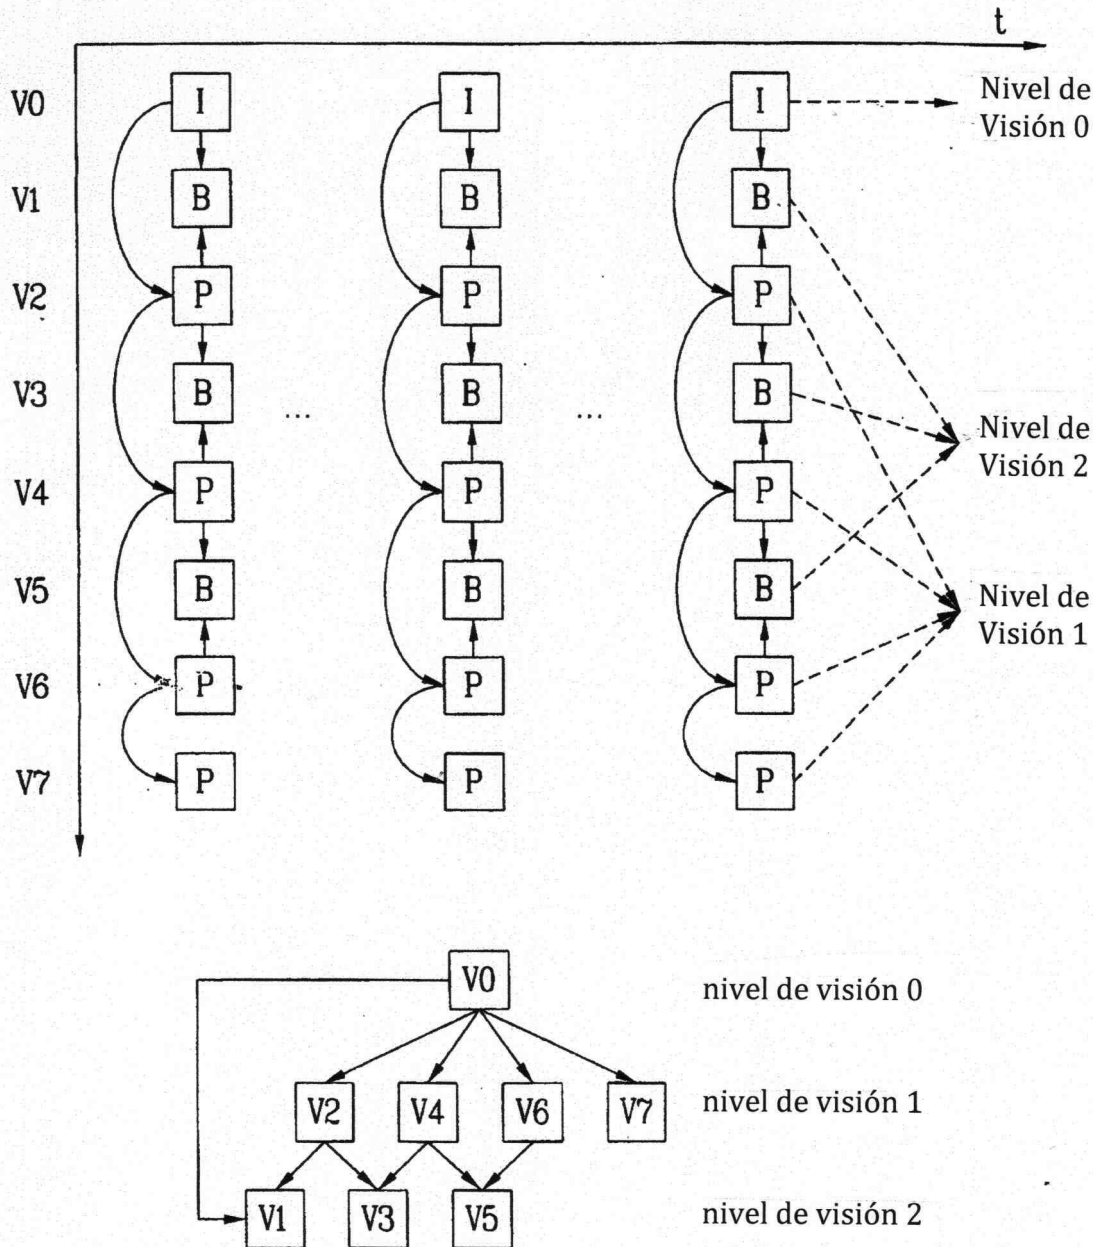 t
V0 I I I Nivel de
Visión 0
V1 B B B
V2 P P P
V3 B ... B ... B
Nivel de
Visión 2
V4 P P P
V5 B B B
Nivel de
Visión 1
V6 P P P
V7 P P P
V0 nivel de visión 0
V2 V4 V6 V7 nivel de visión 1
V1 V3 V5 nivel de visión 2